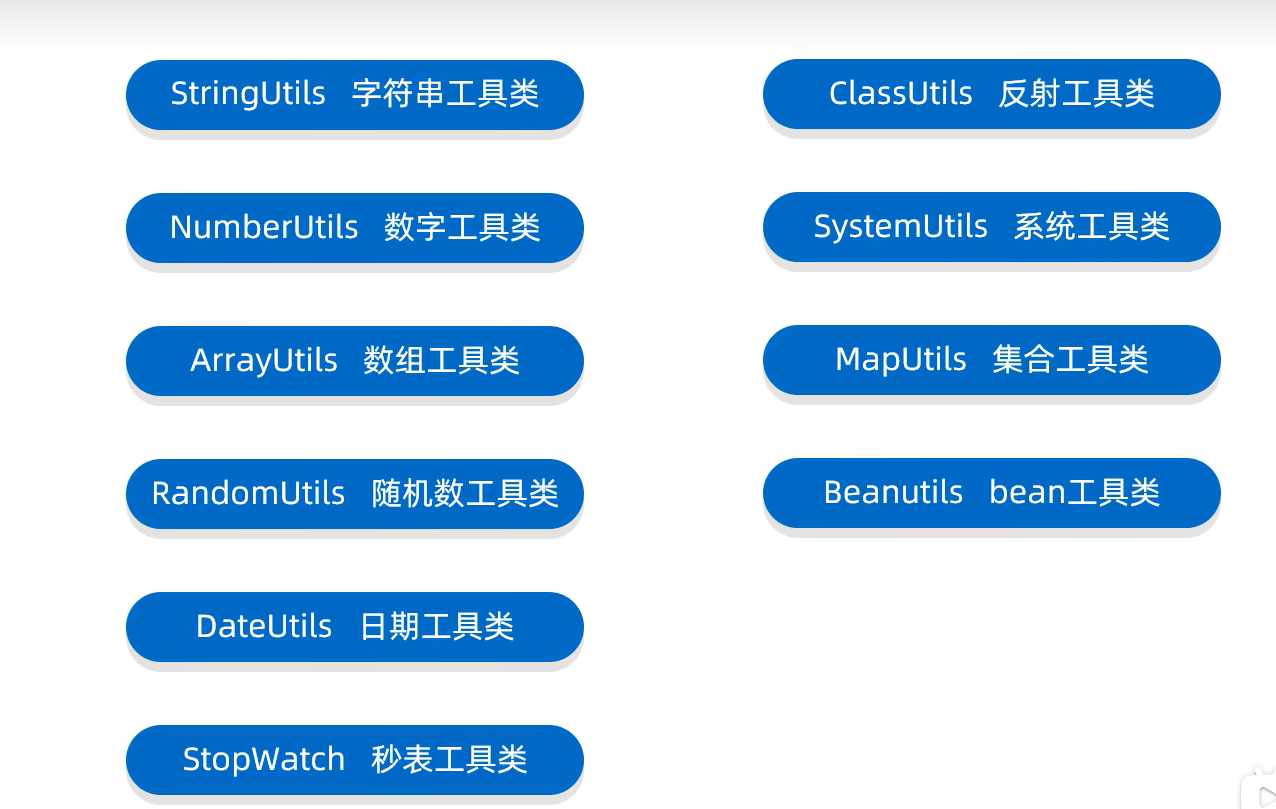 StringUtils 字符串工具类
NumberUtils 数字工具类
ArrayUtils 数组工具类
RandomUtils 随机数工具类
DateUtils 日期工具类
StopWatch 秒表工具类
ClassUtils 反射工具类
SystemUtils 系统工具类
MapUtils 集合工具类
Beanutils bean工具类